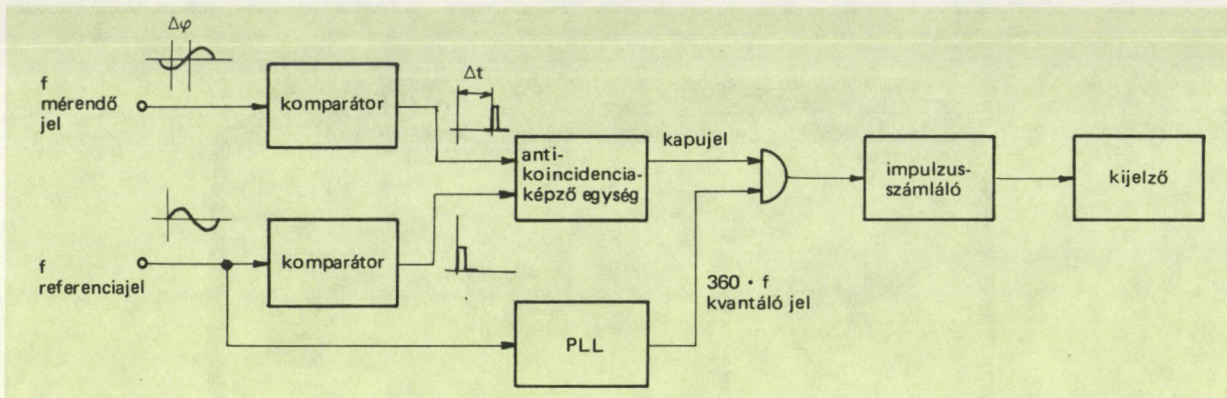 Δφ
f
mérendő
jel
komparátor
Δt
anti-
koincidencia-
képző egység
kapujel
impulzus-
számláló
kijelző
f
referenciajel
komparátor
PLL
360 · f
kvantáló jel